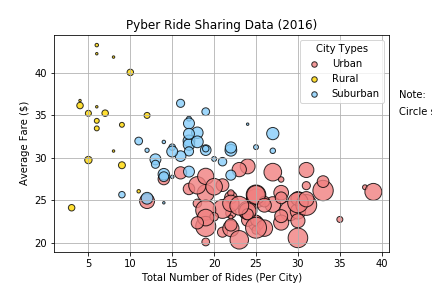 Pyber Ride Sharing Data (2016)
City Types
Urban
Rural
Suburban
Note:
Circle
Average Fare ($)
40
35
30
25
20
5 10 15 20 25 30 35 40
Total Number of Rides (Per City)